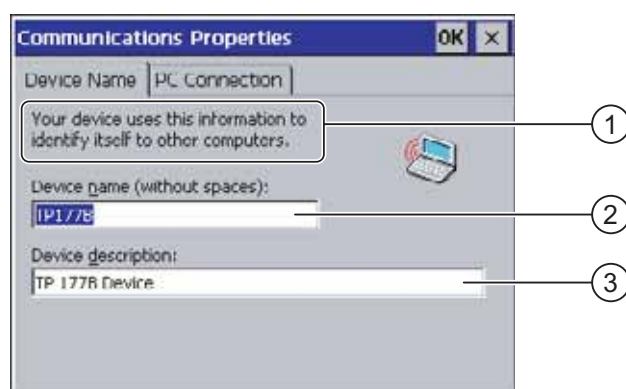 Communications Properties OK ×
Device Name PC Connection
Your device uses this information to
identify itself to other computers.
1
Device name (without spaces):
TP177B
2
Device description:
TP 177B Device
3